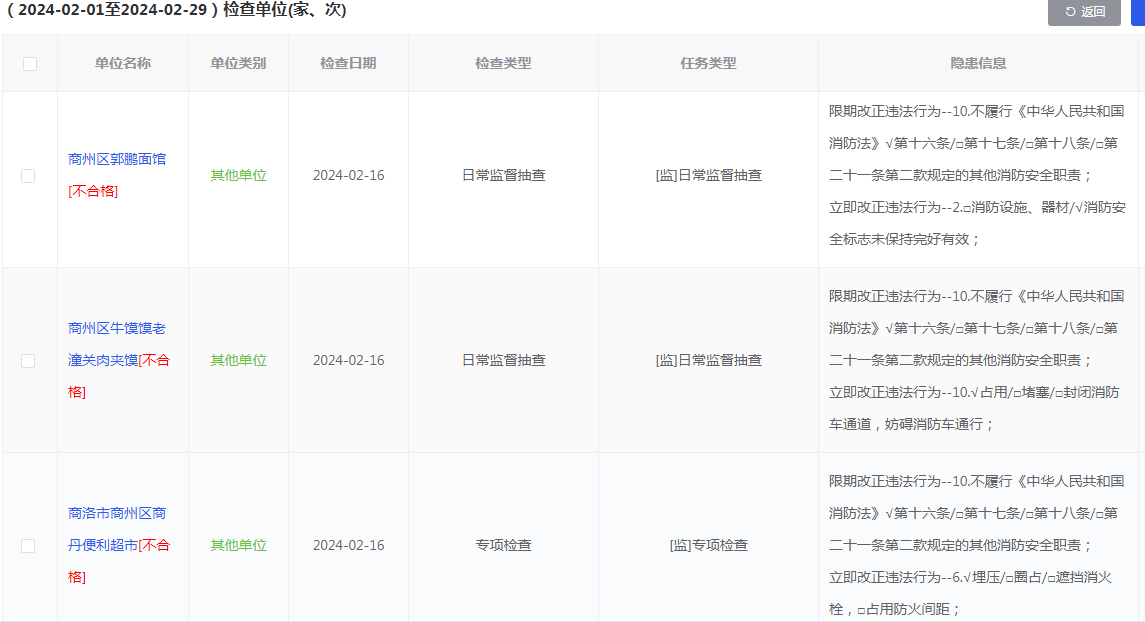 （2024-02-01至2024-02-29）检查单位(家、次)
返回
单位名称 单位类别 检查日期 检查类型 任务类型 隐患信息
限期改正违法行为--10.不履行《中华人民共和国
消防法》√第十六条/□第十七条/□第十八条/□第
二十一条第二款规定的其他消防安全职责；
立即改正违法行为--2.□消防设施、器材/√消防安
全标志未保持完好有效；
商州区郭鹏面馆
[不合格]
其他单位 2024-02-16 日常监督抽查 [监]日常监督抽查
限期改正违法行为--10.不履行《中华人民共和国
消防法》√第十六条/□第十七条/□第十八条/□第
二十一条第二款规定的其他消防安全职责；
立即改正违法行为--10.√占用/□堵塞/□封闭消防
车通道，妨碍消防车通行；
商州区牛馍馍老
潼关肉夹馍[不合
格]
其他单位 2024-02-16 日常监督抽查 [监]日常监督抽查
限期改正违法行为--10.不履行《中华人民共和国
消防法》√第十六条/□第十七条/□第十八条/□第
二十一条第二款规定的其他消防安全职责；
立即改正违法行为--6.√埋压/□圈占/□遮挡消火
栓，□占用防火间距；
商洛市商州区商
丹便利超市[不合
格]
其他单位 2024-02-16 专项检查 [监]专项检查